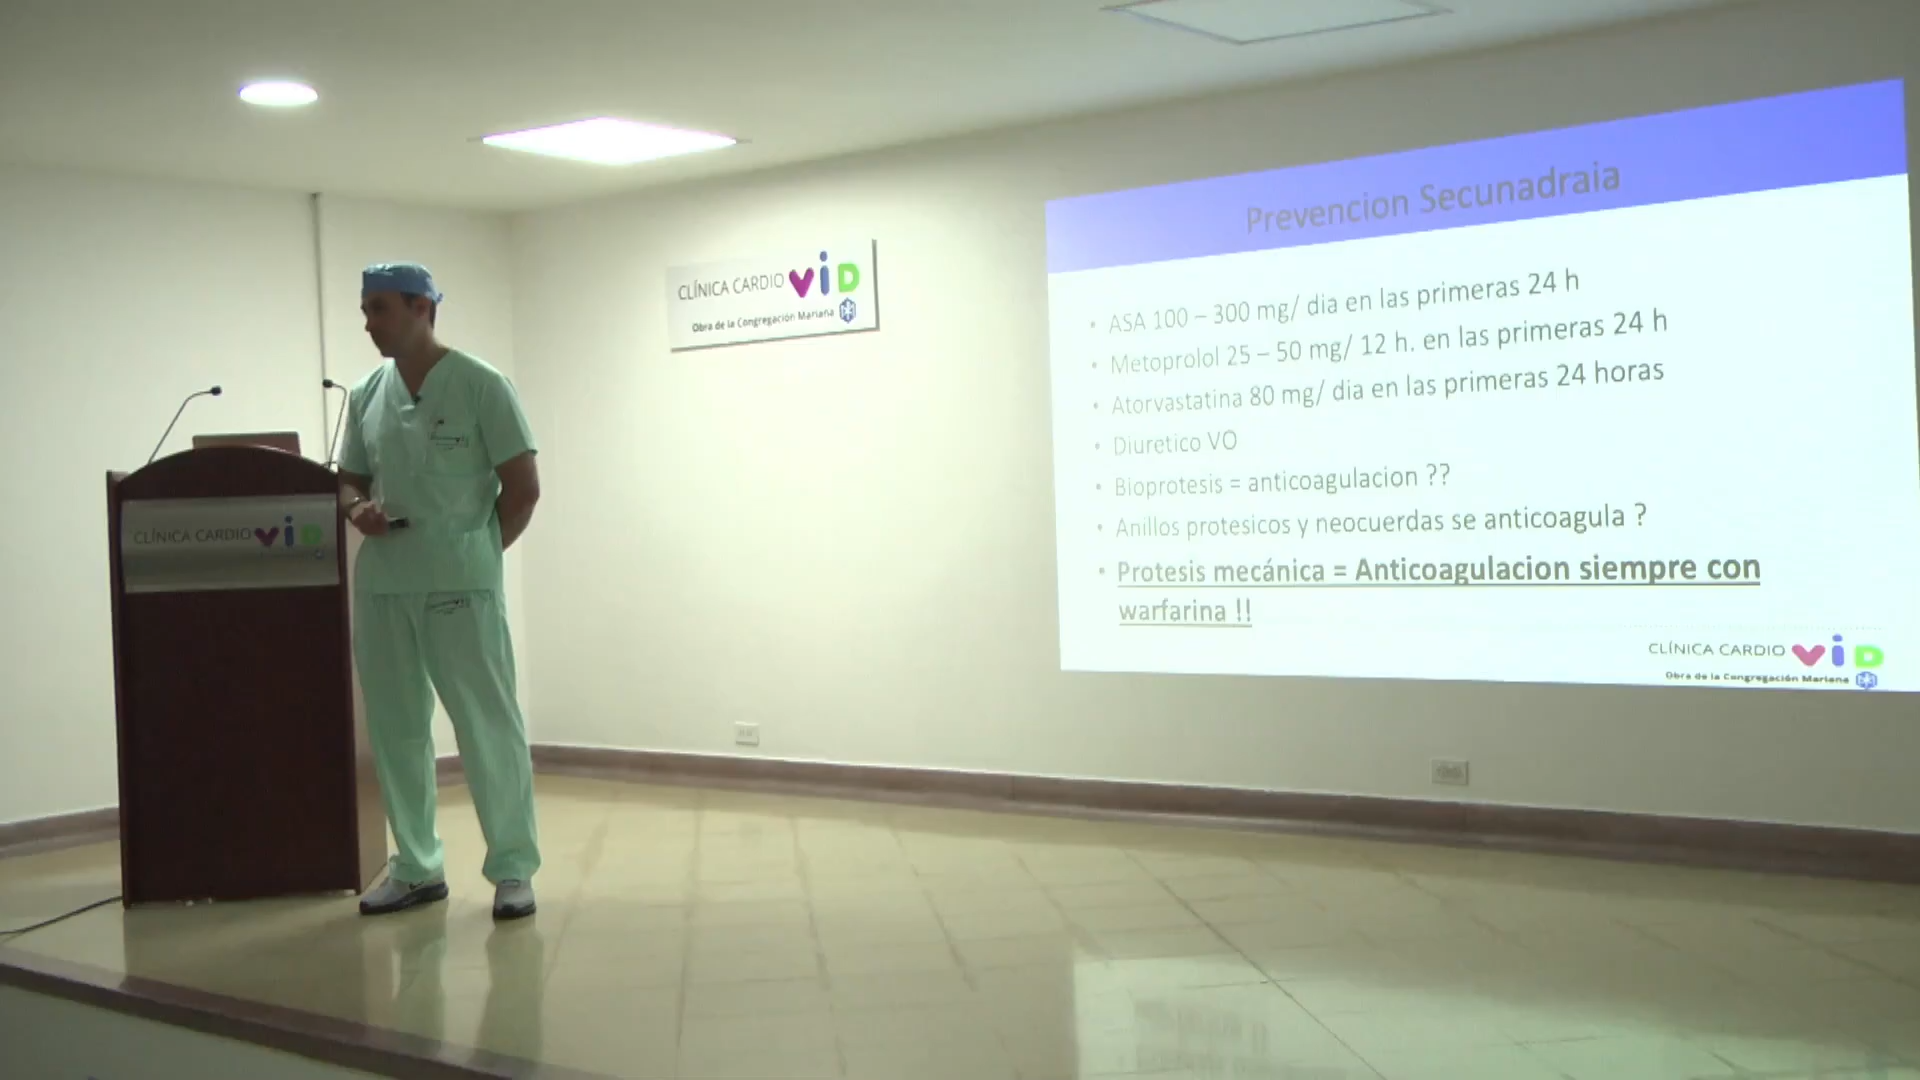 CLÍNICA CARDIO VID
Obra de la Congregación Mariana
CLÍNICA CARDIO VID
Prevencion Secunadraia
• ASA 100 – 300 mg/ dia en las primeras 24 h
• Metoprolol 25 – 50 mg/ 12 h. en las primeras 24 h
• Atorvastatina 80 mg/ dia en las primeras 24 horas
• Diuretico VO
• Bioprotesis = anticoagulacion ??
• Anillos protesicos y neocuerdas se anticoagula ?
• Protesis mecánica = Anticoagulacion siempre con
warfarina !!
CLÍNICA CARDIO VID
Obra de la Congregación Mariana